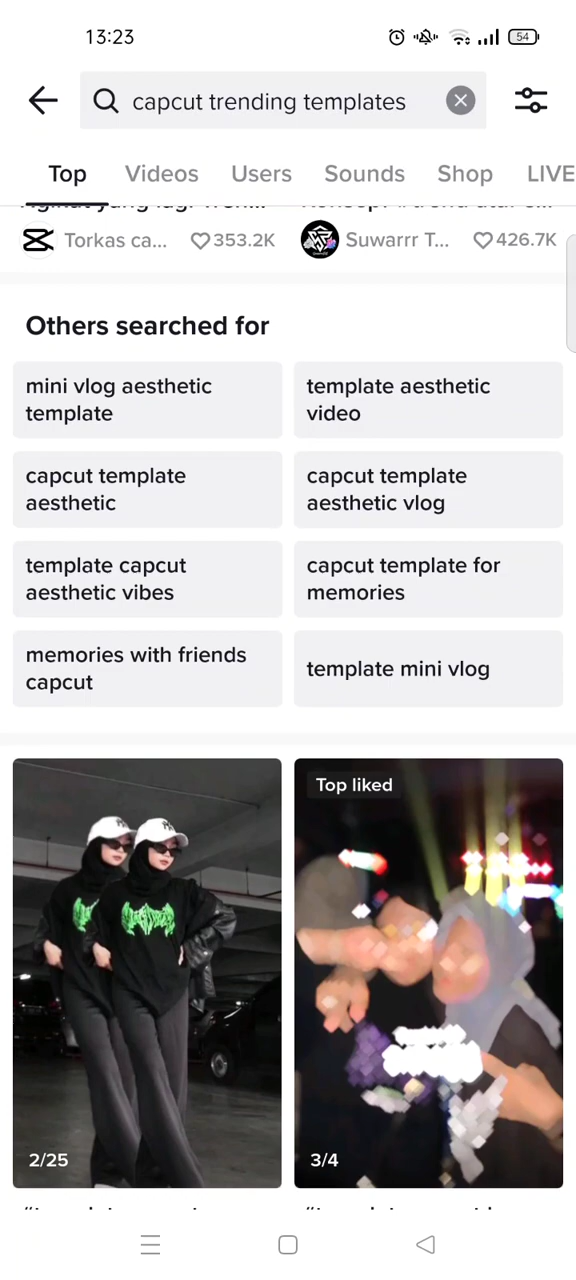 13:23
54
capcut trending templates
Top Videos Users Sounds Shop LIVE
Torkas ca... 353.2K
Suwarrr T... 426.7K
Others searched for
mini vlog aesthetic
template
template aesthetic
video
capcut template
aesthetic
capcut template
aesthetic vlog
template capcut
aesthetic vibes
capcut template for
memories
memories with friends
capcut
template mini vlog
Top liked
2/25
3/4